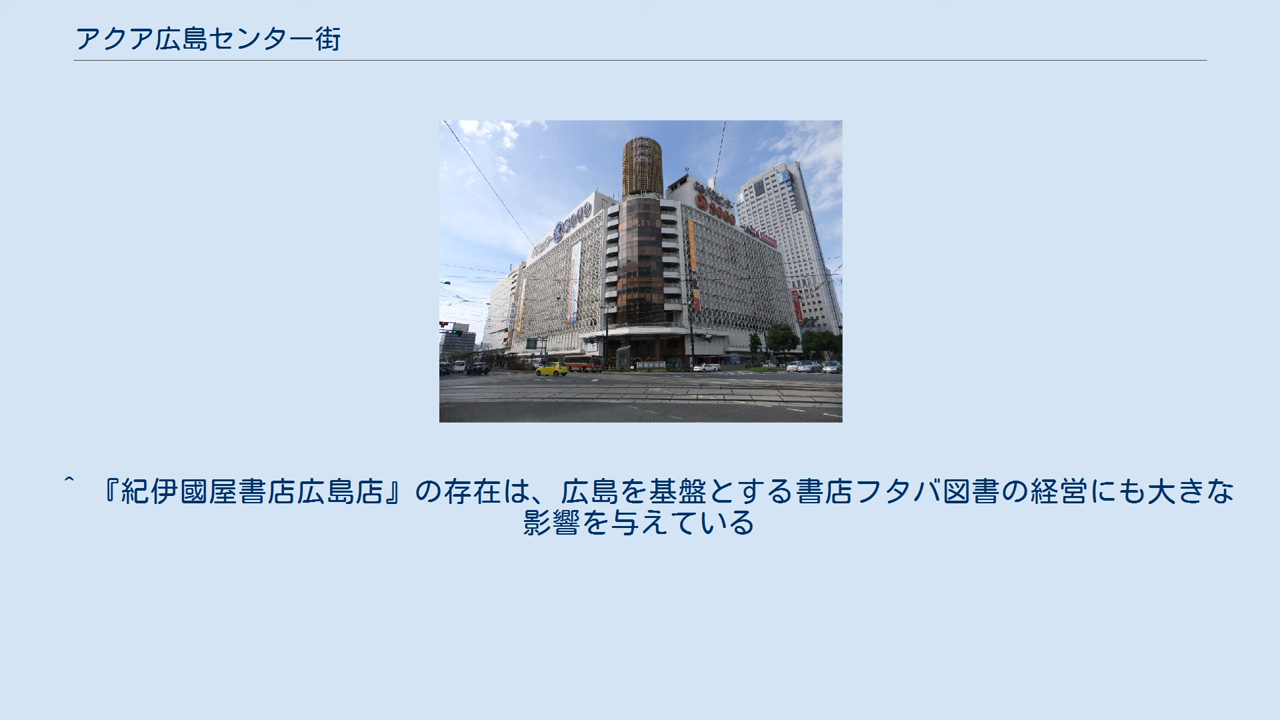 アクア広島センター街
SOGO
SOGO
^ 『紀伊國屋書店広島店』の存在は、広島を基盤とする書店フタバ図書の経営にも大きな
影響を与えている